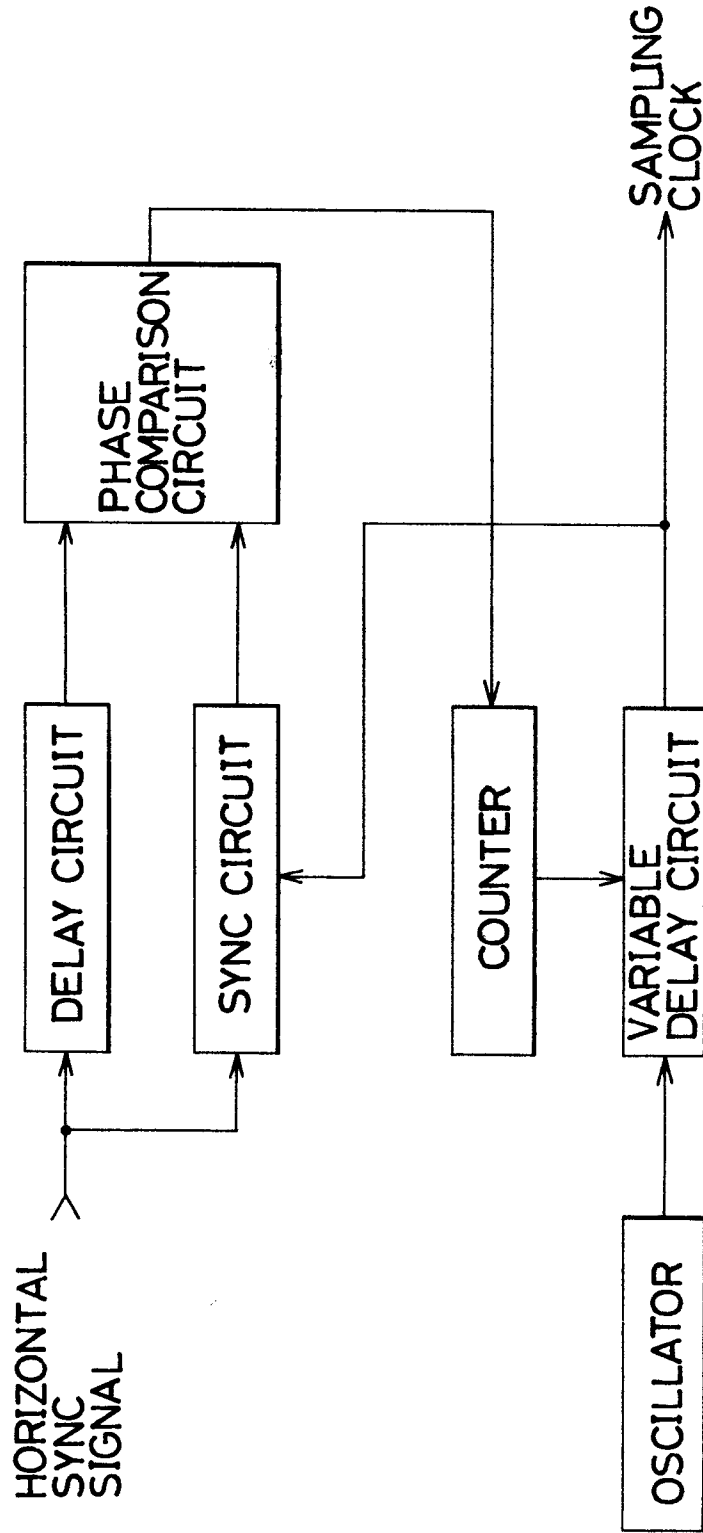 HORIZONTAL
SYNC
SIGNAL
DELAY CIRCUIT
SYNC CIRCUIT
PHASE
COMPARISON
CIRCUIT
COUNTER
OSCILLATOR
VARIABLE
DELAY CIRCUIT
SAMPLING
CLOCK